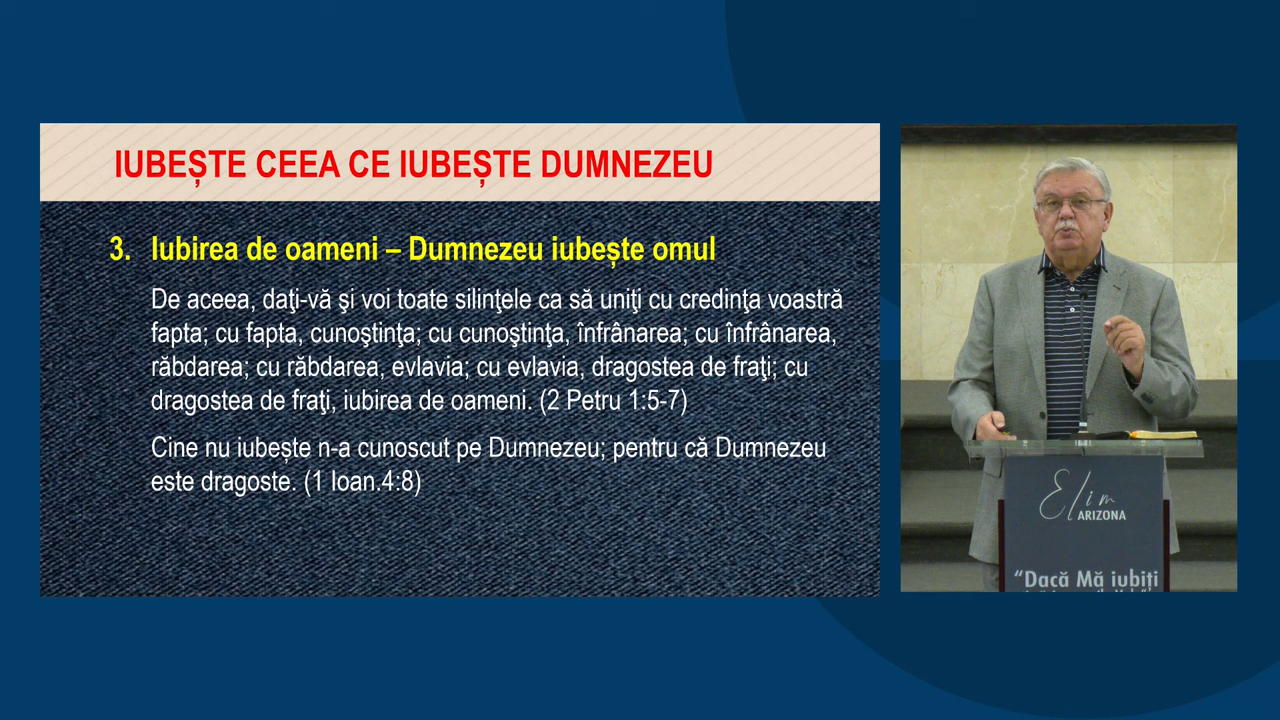 IUBEȘTE CEEA CE IUBEȘTE DUMNEZEU
3. Iubirea de oameni – Dumnezeu iubește omul
De aceea, daţi-vă şi voi toate silinţele ca să uniţi cu credinţa voastră
fapta; cu fapta, cunoştinţa; cu cunoştinţa, înfrânarea; cu înfrânarea,
răbdarea; cu răbdarea, evlavia; cu evlavia, dragostea de fraţi; cu
dragostea de fraţi, iubirea de oameni. (2 Petru 1:5-7)
Cine nu iubește n-a cunoscut pe Dumnezeu; pentru că Dumnezeu
este dragoste. (1 Ioan.4:8)
Elim
ARIZONA
“Dacă Mă iubiți